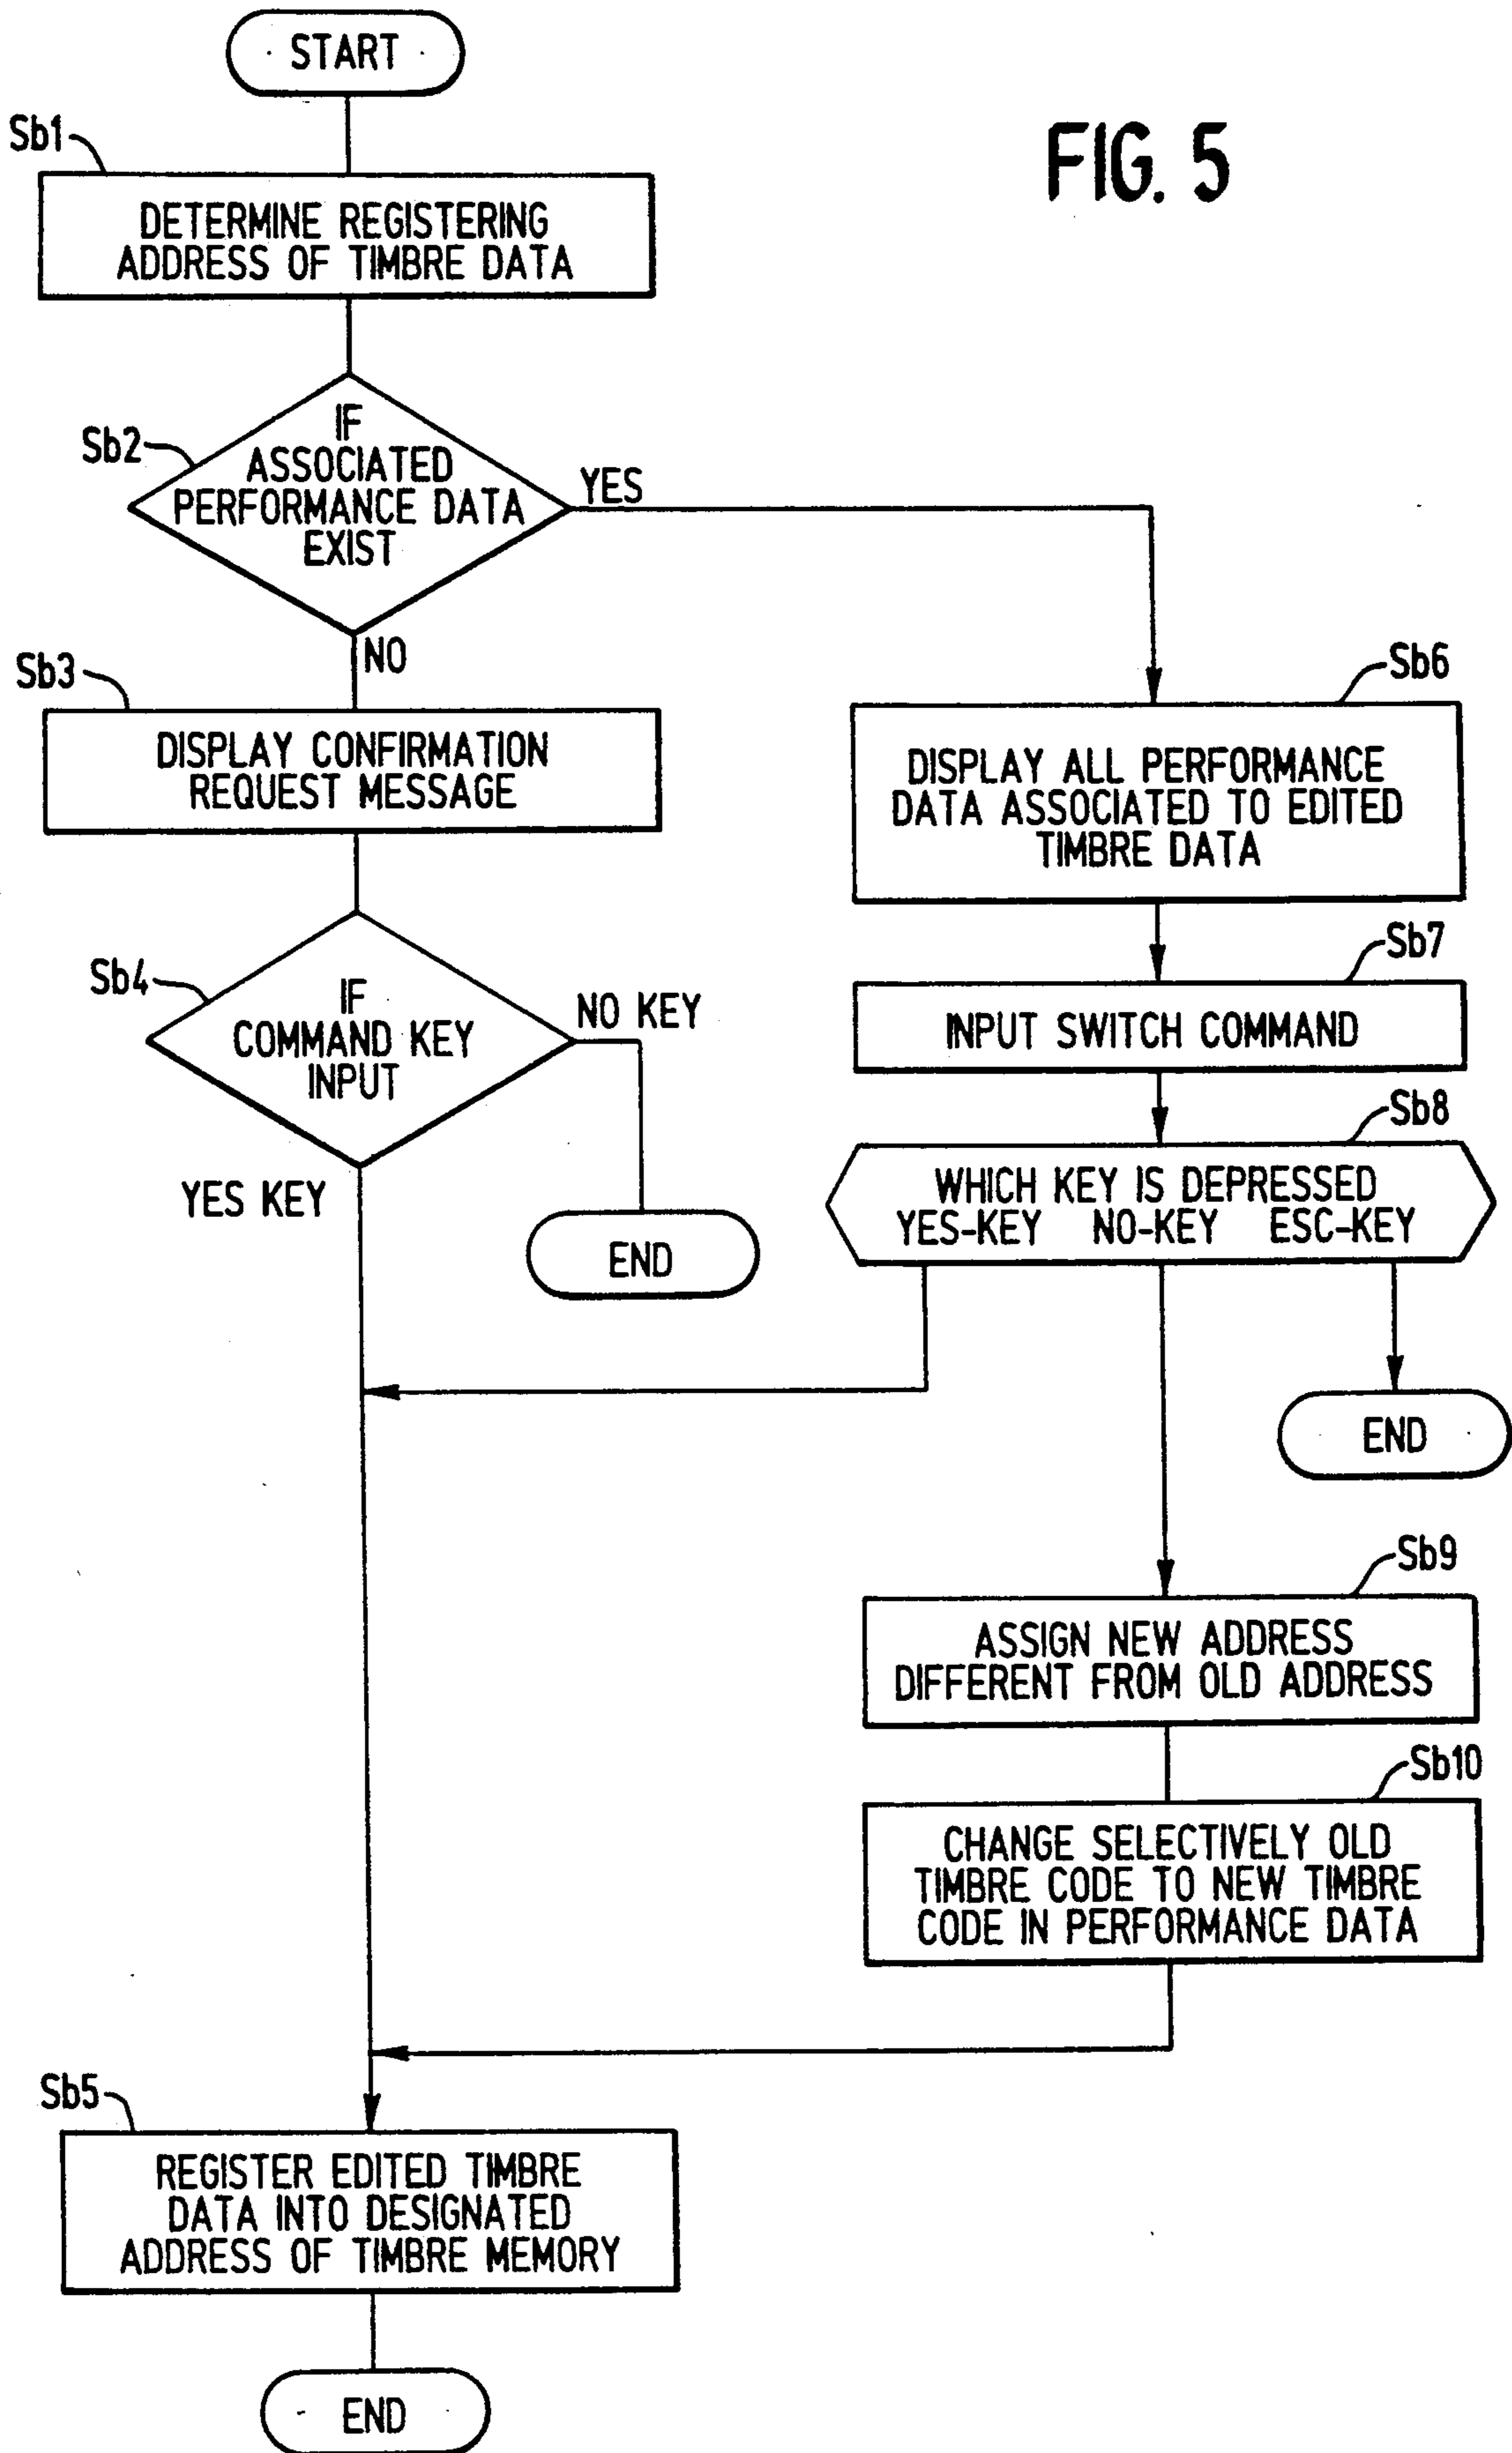 START
FIG. 5
Sb1
DETERMINE REGISTERING
ADDRESS OF TIMBRE DATA
Sb2
IF
ASSOCIATED
PERFORMANCE DATA
EXIST
YES
NO
Sb3
DISPLAY CONFIRMATION
REQUEST MESSAGE
Sb4
IF
COMMAND KEY
INPUT
NO KEY
YES KEY
END
Sb6
DISPLAY ALL PERFORMANCE
DATA ASSOCIATED TO EDITED
TIMBRE DATA
Sb7
INPUT SWITCH COMMAND
Sb8
WHICH KEY IS DEPRESSED
YES-KEY NO-KEY ESC-KEY
END
Sb9
ASSIGN NEW ADDRESS
DIFFERENT FROM OLD ADDRESS
Sb10
CHANGE SELECTIVELY OLD
TIMBRE CODE TO NEW TIMBRE
CODE IN PERFORMANCE DATA
Sb5
REGISTER EDITED TIMBRE
DATA INTO DESIGNATED
ADDRESS OF TIMBRE MEMORY
END